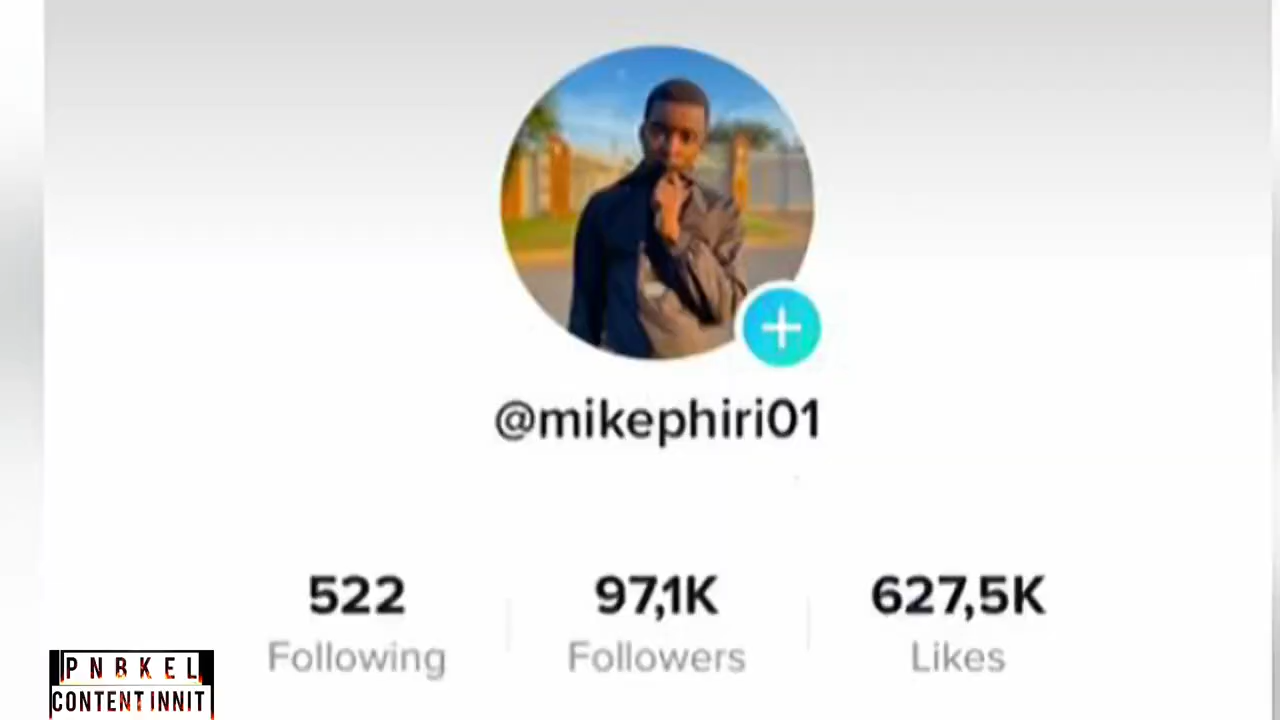 @mikephiri01
522 97,1K 627,5K
Following Followers Likes
PNBKEL
CONTENT INNIT